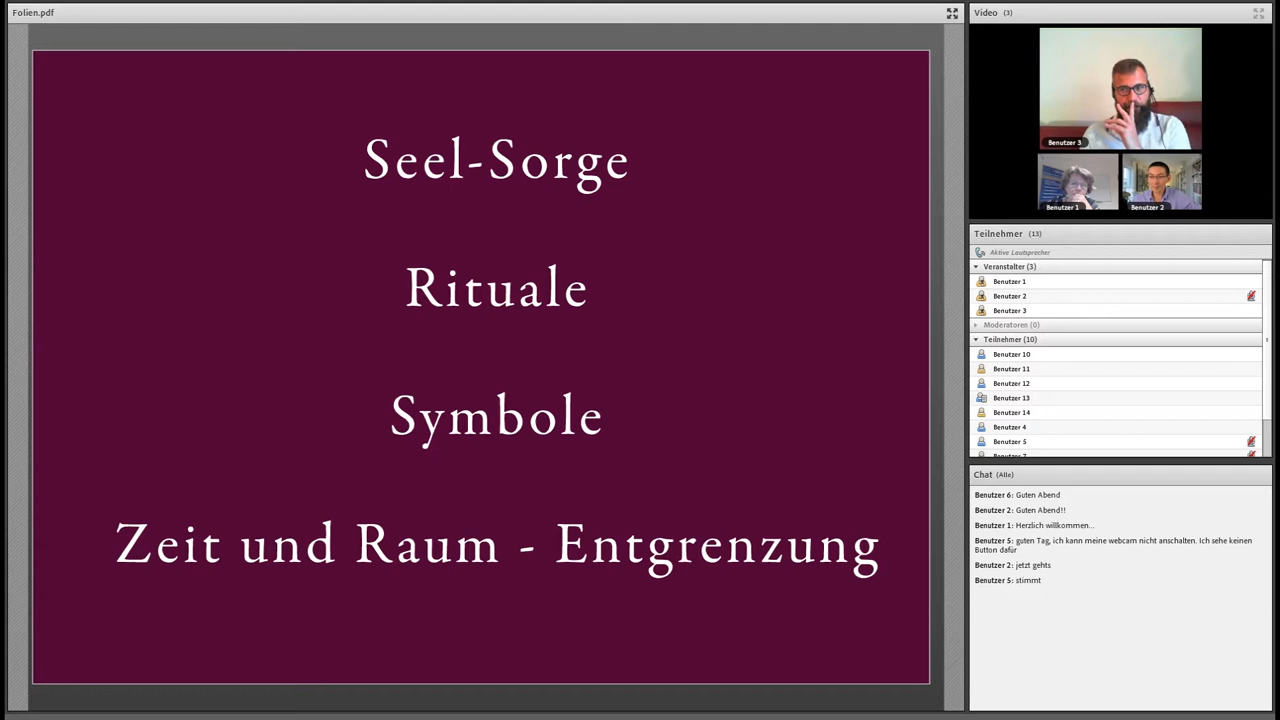 Folien.pdf
Seel-Sorge
Rituale
Symbole
Zeit und Raum - Entgrenzung
Video (3)
Benutzer 3
Benutzer 1
Benutzer 2
Teilnehmer (13)
Aktive Lautsprecher
Veranstalter (3)
Benutzer 1
Benutzer 2
Benutzer 3
Moderatoren (0)
Teilnehmer (10)
Benutzer 10
Benutzer 11
Benutzer 12
Benutzer 13
Benutzer 14
Benutzer 4
Benutzer 5
Benutzer 7
Chat (Alle)
Benutzer 6: Guten Abend
Benutzer 2: Guten Abend!!
Benutzer 1: Herzlich willkommen...
Benutzer 5: guten Tag, ich kann meine webcam nicht anschalten. Ich sehe keinen
Button dafür
Benutzer 2: jetzt gehts
Benutzer 5: stimmt